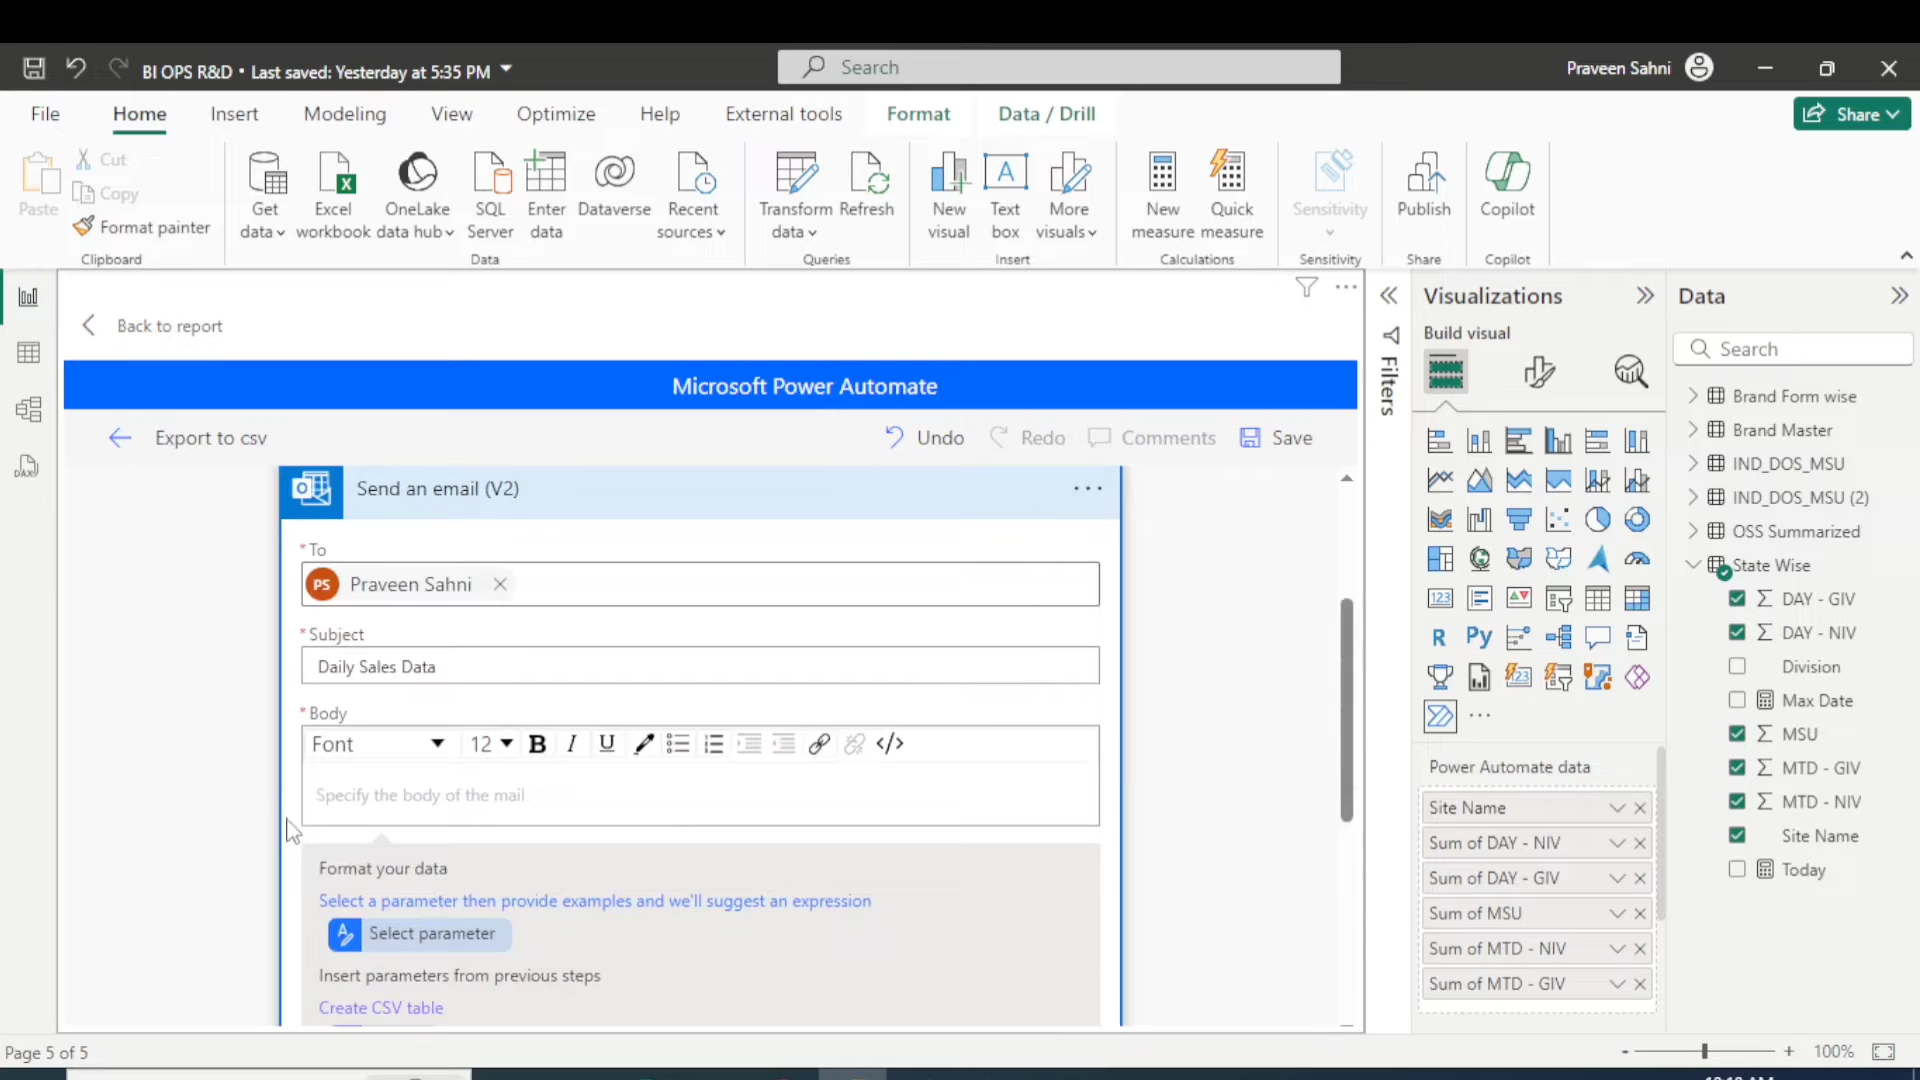 BI OPS R&D • Last saved: Yesterday at 5:35 PM
Search
Praveen Sahni
File
Home
Insert
Modeling
View
Optimize
Help
External tools
Format
Data / Drill
Share
Paste
Cut
Copy
Format painter
Clipboard
Get data
Excel workbook
OneLake data hub
SQL Server
Enter data
Dataverse
Recent sources
Data
Transform data
Refresh
Queries
New visual
Text box
More visuals
Insert
New measure
Quick measure
Calculations
Sensitivity
Sensitivity
Publish
Share
Copilot
Copilot
Back to report
Microsoft Power Automate
Export to csv
Undo
Redo
Comments
Save
Send an email (V2)
* To
PS Praveen Sahni
* Subject
Daily Sales Data
* Body
Font
12
B I U
</>
Specify the body of the mail
Format your data
Select a parameter then provide examples and we'll suggest an expression
Select parameter
Insert parameters from previous steps
Create CSV table
Filters
Visualizations
Build visual
123
R
Py
123
Power Automate data
Site Name
Sum of DAY - NIV
Sum of DAY - GIV
Sum of MSU
Sum of MTD - NIV
Sum of MTD - GIV
Data
Search
Brand Form wise
Brand Master
IND_DOS_MSU
IND_DOS_MSU (2)
OSS Summarized
State Wise
DAY - GIV
DAY - NIV
Division
Max Date
MSU
MTD - GIV
MTD - NIV
Site Name
Today
DAX
Page 5 of 5
- + 100%